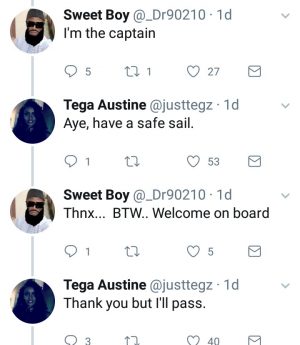 Sweet Boy @_Dr90210 · 1d
I'm the captain
5 1 27
Tega Austine @justtegz · 1d
Aye, have a safe sail.
1 53
Sweet Boy @_Dr90210 · 1d
Thnx... BTW.. Welcome on board
1 5
Tega Austine @justtegz · 1d
Thank you but I'll pass.
3 40